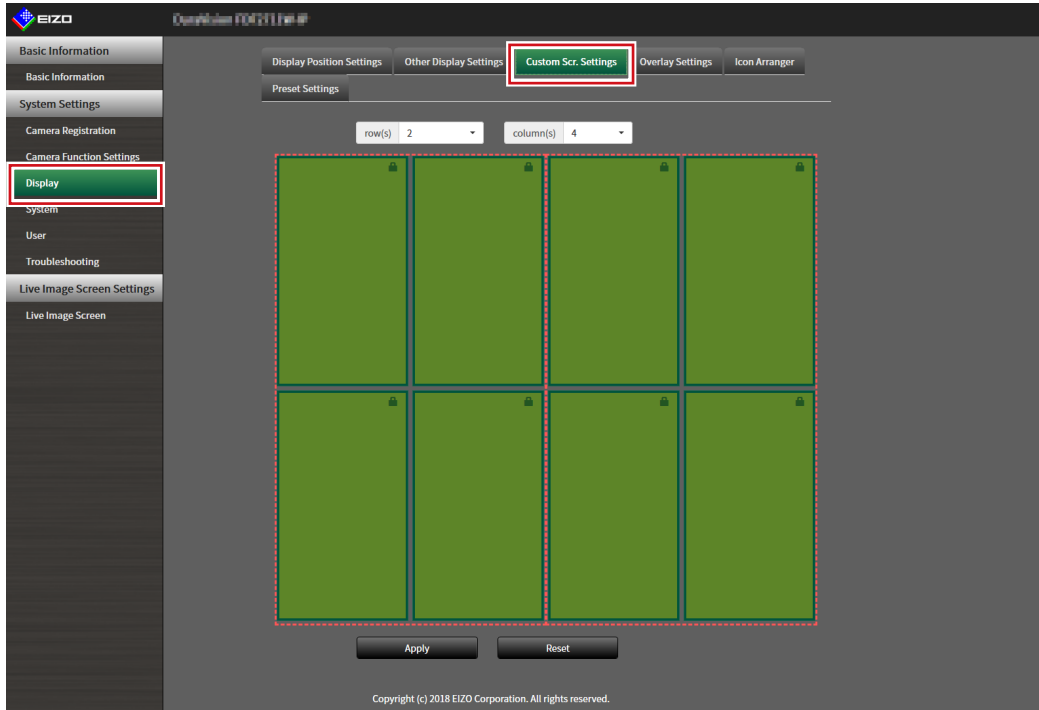 EIZO
Basic Information
Basic Information
System Settings
Camera Registration
Camera Function Settings
Display
System
User
Troubleshooting
Live Image Screen Settings
Live Image Screen
Display Position Settings
Other Display Settings
Custom Scr. Settings
Overlay Settings
Icon Arranger
Preset Settings
row(s) 2
column(s) 4
Apply
Reset
Copyright (c) 2018 EIZO Corporation. All rights reserved.